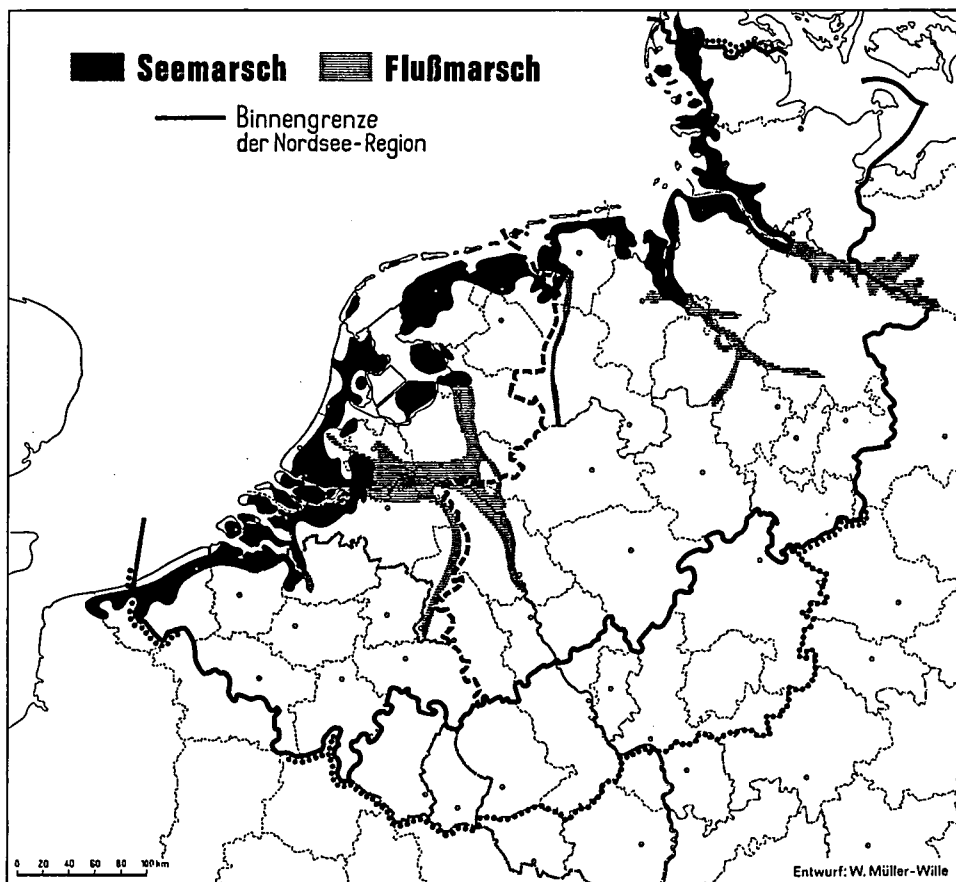 Seemarsch Flußmarsch
Binnengrenze
der Nordsee-Region
0 20 40 60 80 100 km
Entwurf: W. Müller-Wille